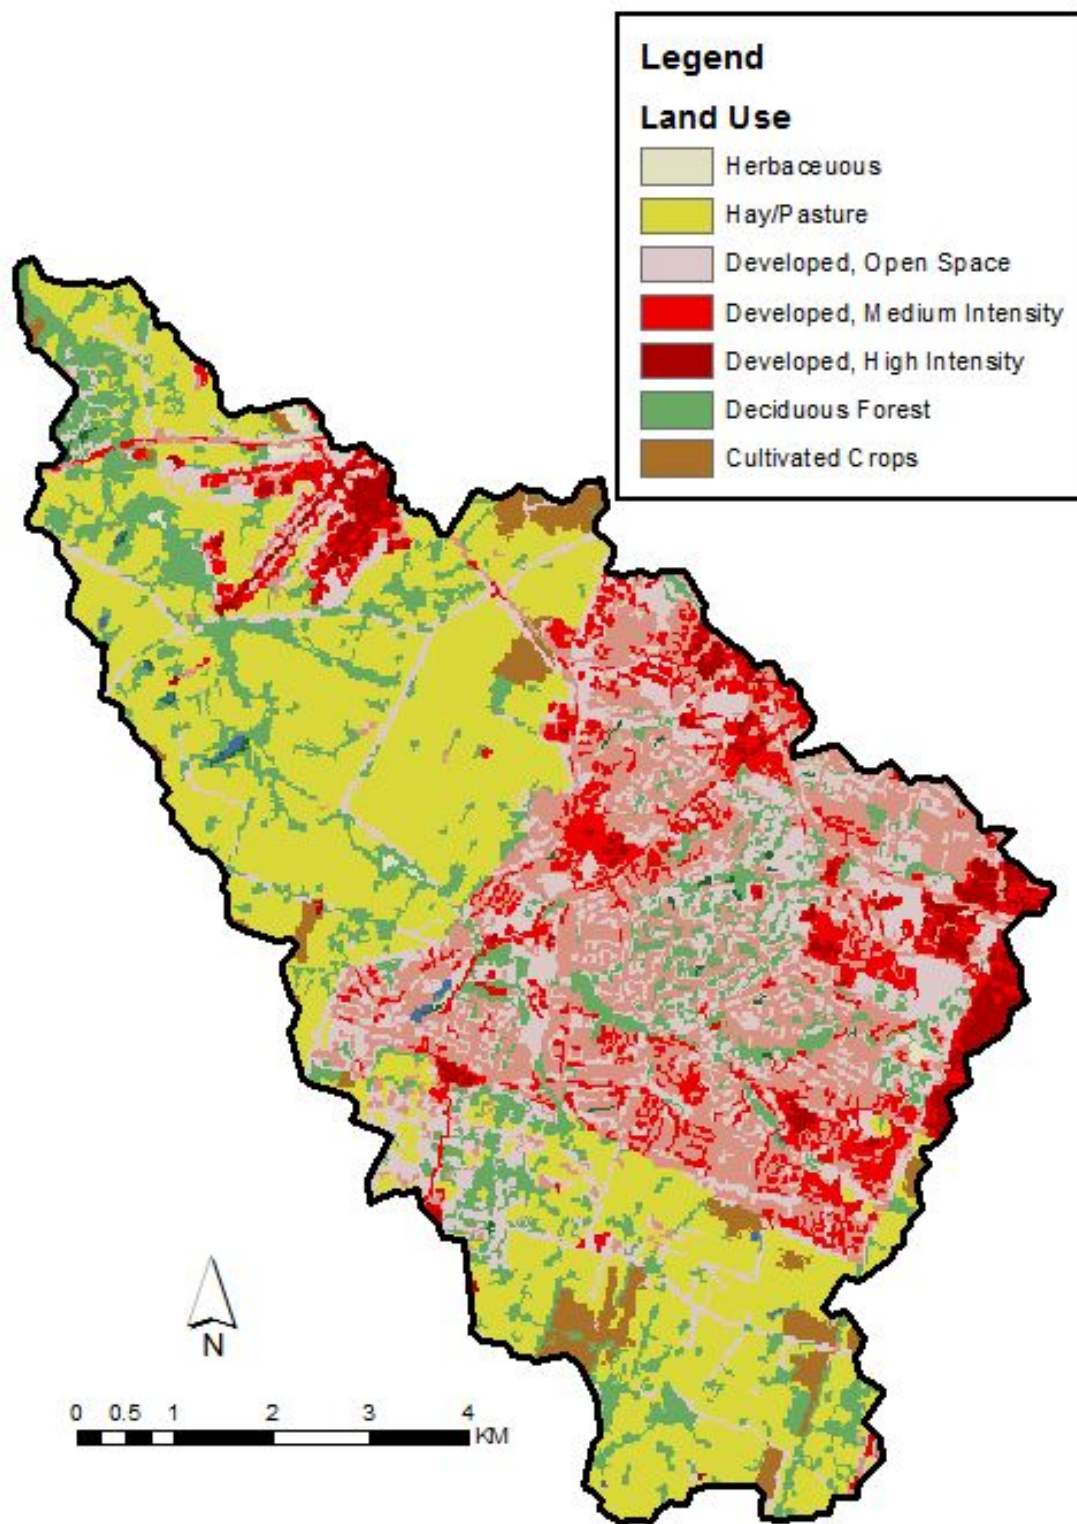 Legend
Land Use
Herbaceuous
Hay/Pasture
Developed, Open Space
Developed, Medium Intensity
Developed, High Intensity
Deciduous Forest
Cultivated Crops
N
0 0.5 1 2 3 4
KM